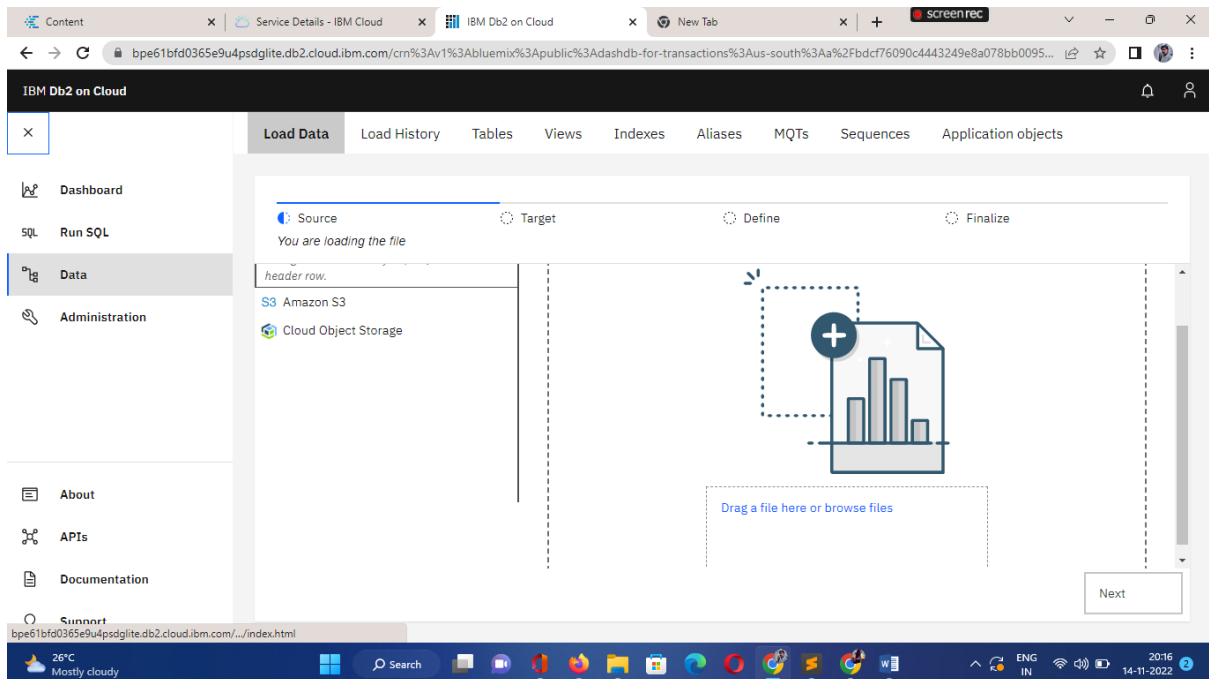 Content
Service Details - IBM Cloud
IBM Db2 on Cloud
New Tab
screenrec
bpe61bfd0365e9u4psdglite.db2.cloud.ibm.com/crn%3Av1%3Abluemix%3Apublic%3Adashdb-for-transactions%3Aus-south%3Aa%2Fbdcf76090c4443249e8a078bb0095...
IBM Db2 on Cloud
Load Data Load History Tables Views Indexes Aliases MQTs Sequences Application objects
Dashboard
SQL Run SQL
Data
Administration
About
APIs
Documentation
Support
Source Target Define Finalize
You are loading the file
header row.
S3 Amazon S3
Cloud Object Storage
Drag a file here or browse files
Next
bpe61bfd0365e9u4psdglite.db2.cloud.ibm.com/.../index.html
26°C
Mostly cloudy
Search
W
ENG
IN
20:16
14-11-2022
2